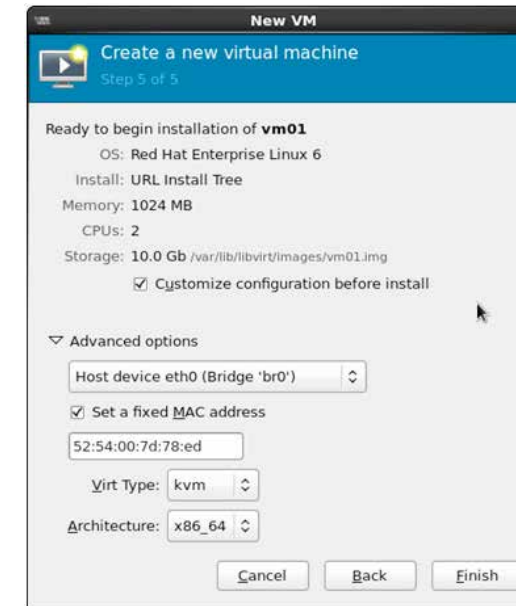 New VM
Create a new virtual machine
Step 5 of 5
Ready to begin installation of vm01
OS: Red Hat Enterprise Linux 6
Install: URL Install Tree
Memory: 1024 MB
CPUs: 2
Storage: 10.0 Gb /var/lib/libvirt/images/vm01.img
Customize configuration before install
Advanced options
Host device eth0 (Bridge 'br0')
Set a fixed MAC address
52:54:00:7d:78:ed
Virt Type: kvm
Architecture: x86_64
Cancel Back Finish